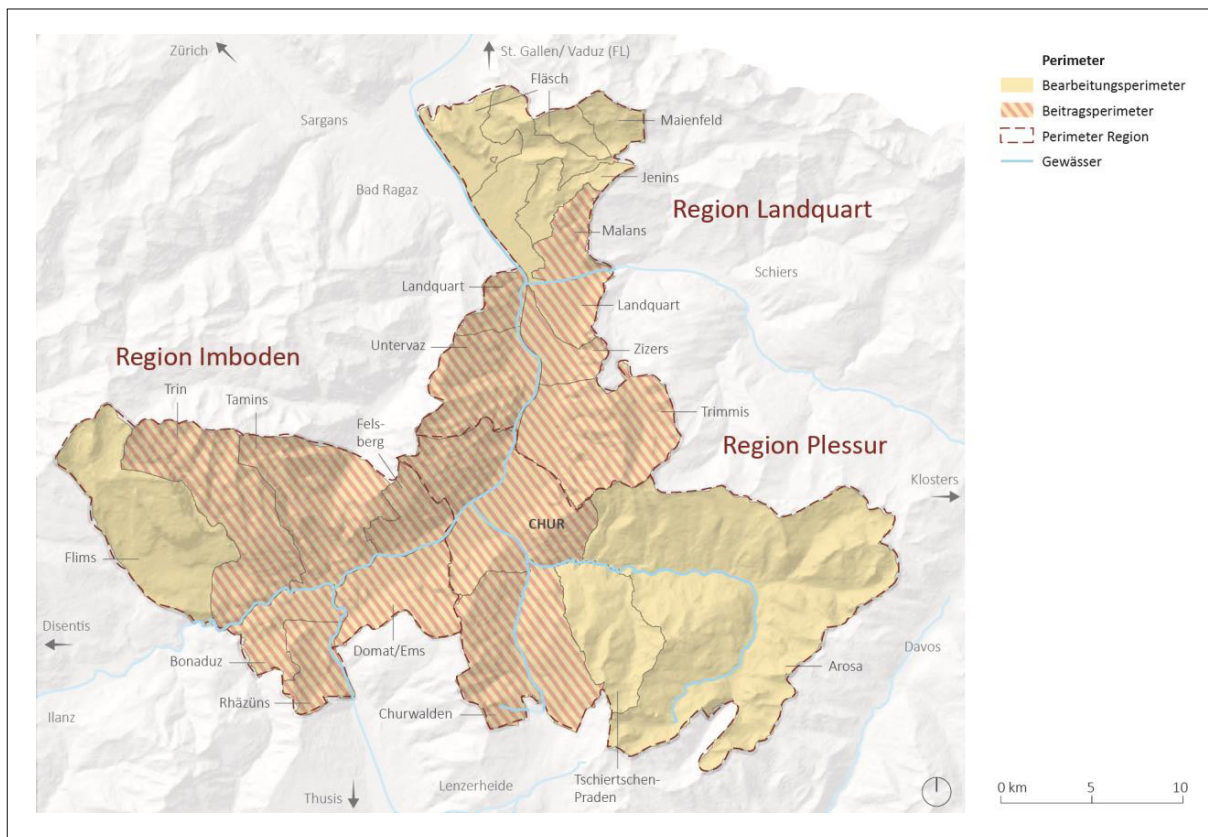 Zürich
St. Gallen/ Vaduz (FL)
Fläsch
Sargans
Maienfeld
Bad Ragaz
Jenins
Region Landquart
Malans
Schiers
Landquart
Landquart
Untervaz
Zizers
Region Imboden
Trin
Tamins
Fels-
berg
Trimmis
Region Plessur
Klosters
CHUR
Flims
Disentis
Domat/Ems
Davos
Bonaduz
Arosa
Rhäzüns
Ilanz
Churwalden
Tschiertschen-
Praden
Lenzerheide
Thusis
Perimeter
Bearbeitungsperimeter
Beitragsperimeter
Perimeter Region
Gewässer
0 km 5 10